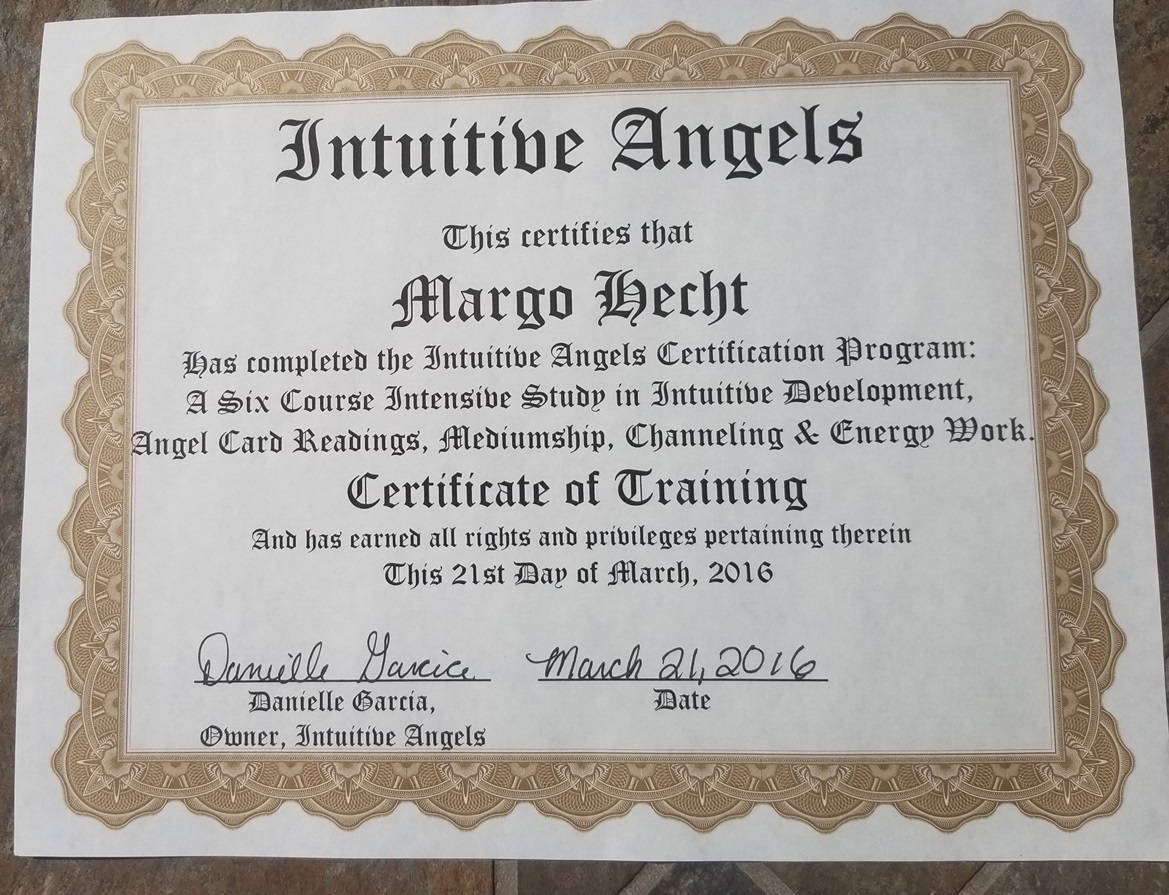 Intuitive Angels
This certifies that
Margo Hecht
Has completed the Intuitive Angels Certification Program:
A Six Course Intensive Study in Intuitive Development,
Angel Card Readings, Mediumship, Channeling & Energy Work.
Certificate of Training
And has earned all rights and privileges pertaining therein
This 21st Day of March, 2016
Danielle Garcia March 21, 2016
Danielle Garcia, Date
Owner, Intuitive Angels